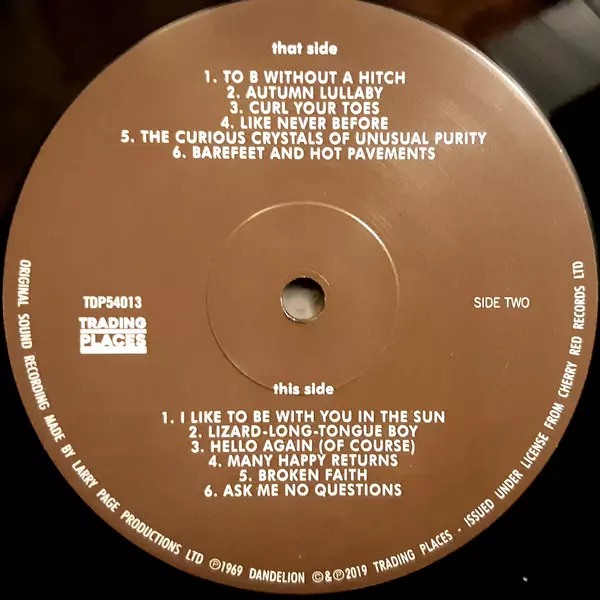 that side
1. TO B WITHOUT A HITCH
2. AUTUMN LULLABY
3. CURL YOUR TOES
4. LIKE NEVER BEFORE
5. THE CURIOUS CRYSTALS OF UNUSUAL PURITY
6. BAREFEET AND HOT PAVEMENTS
TDP54013
TRADING
PLACES
SIDE TWO
this side
1. I LIKE TO BE WITH YOU IN THE SUN
2. LIZARD-LONG-TONGUE BOY
3. HELLO AGAIN (OF COURSE)
4. MANY HAPPY RETURNS
5. BROKEN FAITH
6. ASK ME NO QUESTIONS
ORIGINAL SOUND RECORDING MADE BY LARRY PAGE PRODUCTIONS LTD ℗1969 DANDELION ©&℗2019 TRADING PLACES - ISSUED UNDER LICENSE FROM CHERRY RED RECORDS LTD